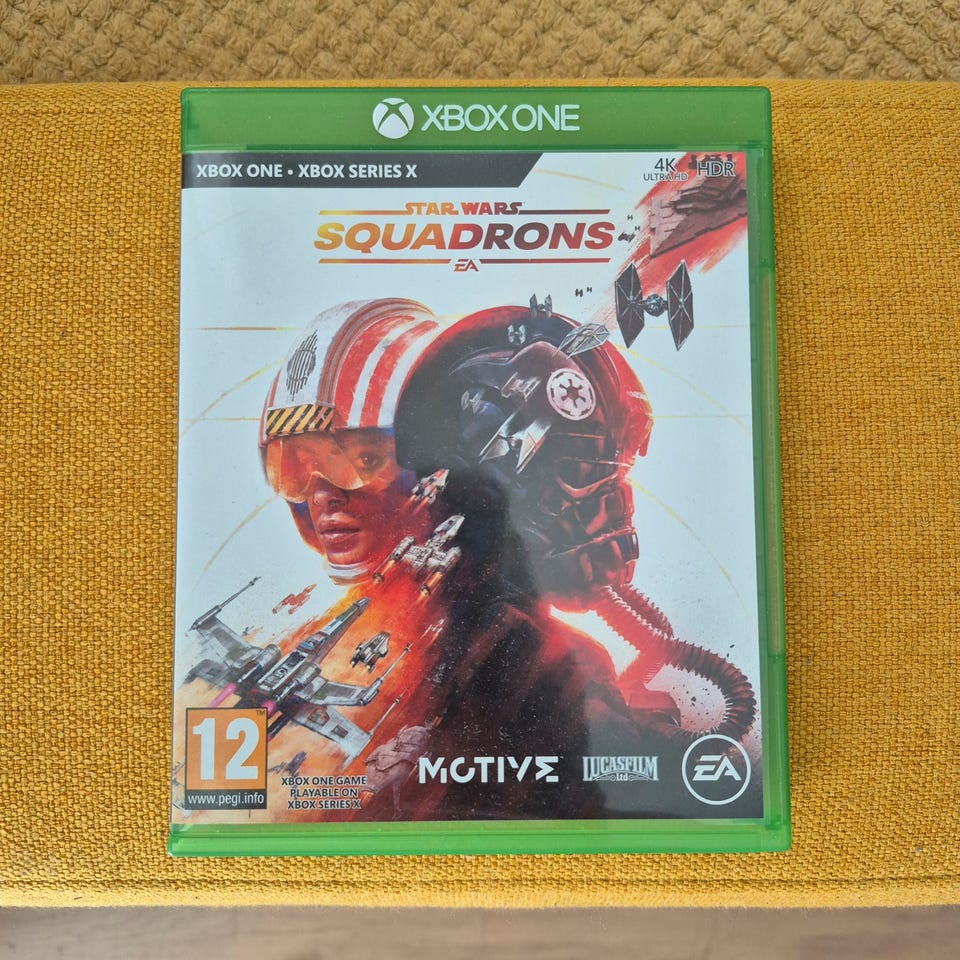 XBOX ONE
XBOX ONE • XBOX SERIES X
4K
ULTRA HD
HDR
STAR WARS
SQUADRONS
EA
12
TM
www.pegi.info
XBOX ONE GAME
PLAYABLE ON
XBOX SERIES X
MOTIVE
LUCASFILM
Ltd
EA